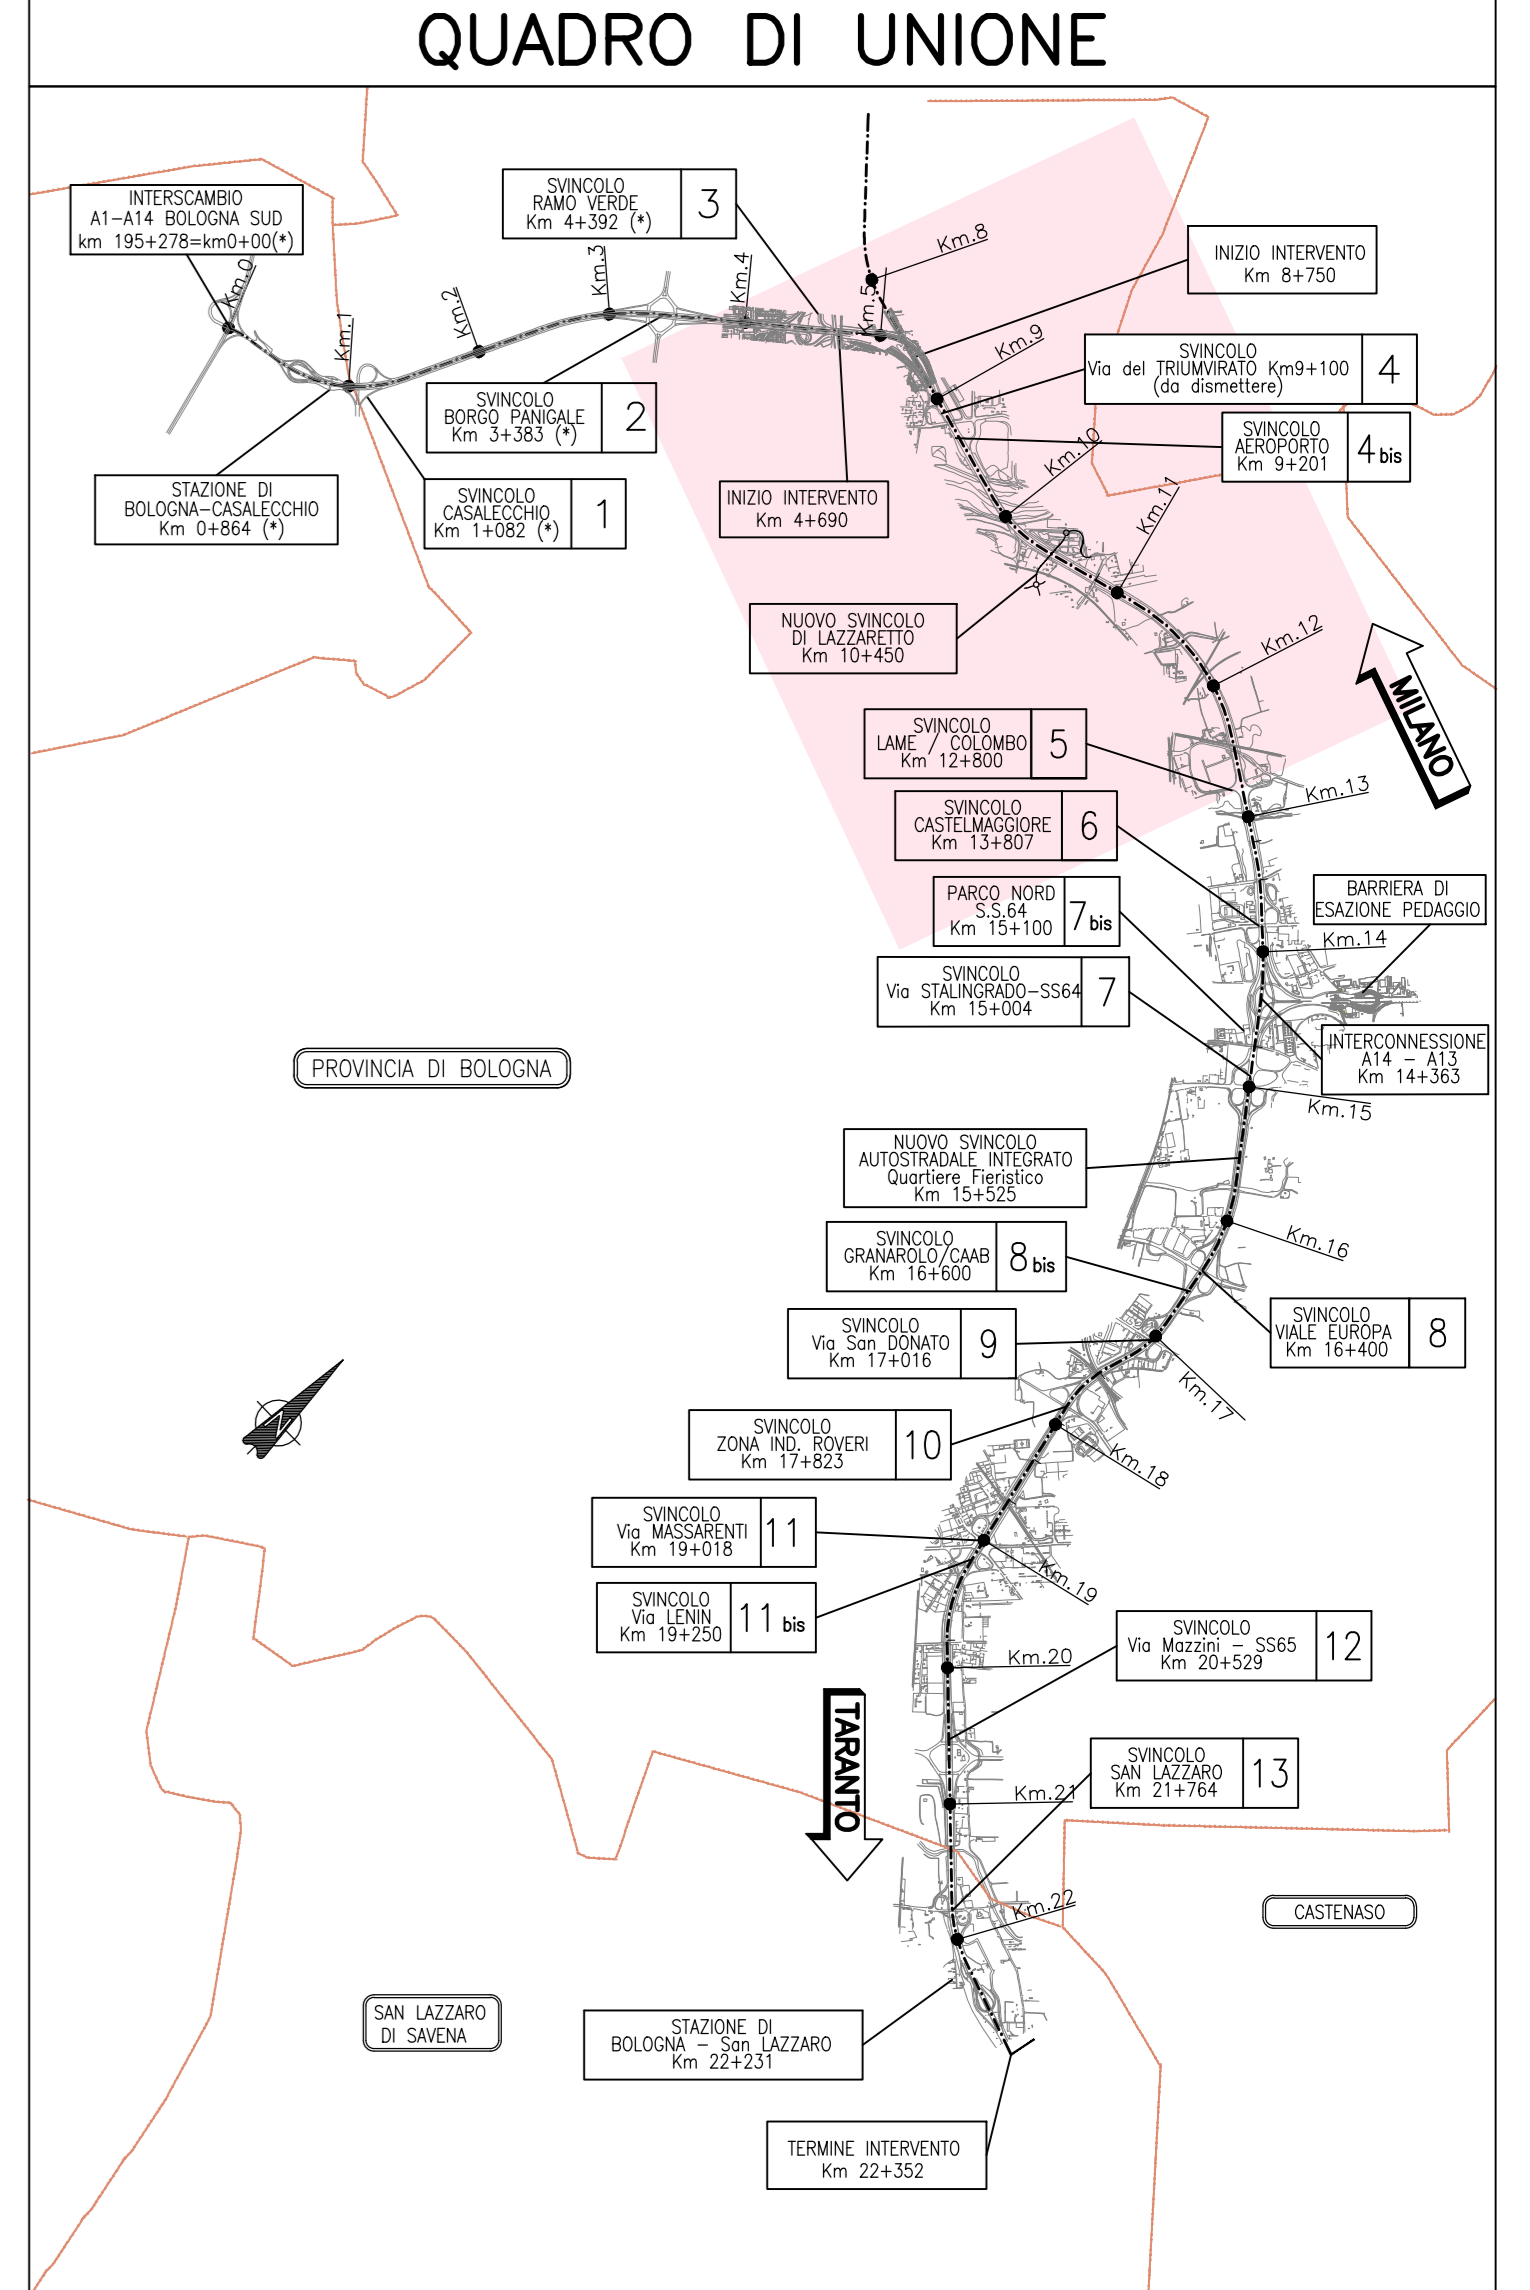 QUADRO DI UNIONE
INTERSCAMBIO
A1-A14 BOLOGNA SUD
km 195+278=km0+00(*)
SVINCOLO
RAMO VERDE
Km 4+392 (*)
3
Km.0
Km.1
Km.2
Km.3
Km.4
Km.5
Km.8
INIZIO INTERVENTO
Km 8+750
Km.9
SVINCOLO
Via del TRIUMVIRATO Km9+100
(da dismettere)
4
SVINCOLO
BORGO PANIGALE
Km 3+383 (*)
2
SVINCOLO
AEROPORTO
Km 9+201
4 bis
Km.10
STAZIONE DI
BOLOGNA-CASALECCHIO
Km 0+864 (*)
SVINCOLO
CASALECCHIO
Km 1+082 (*)
1
INIZIO INTERVENTO
Km 4+690
Km.11
NUOVO SVINCOLO
DI LAZZARETTO
Km 10+450
Km.12
MILANO
SVINCOLO
LAME / COLOMBO
Km 12+800
5
Km.13
SVINCOLO
CASTELMAGGIORE
Km 13+807
6
PARCO NORD
S.S.64
Km 15+100
7 bis
BARRIERA DI
ESAZIONE PEDAGGIO
Km.14
SVINCOLO
Via STALINGRADO-SS64
Km 15+004
7
INTERCONNESSIONE
A14 - A13
Km 14+363
PROVINCIA DI BOLOGNA
Km.15
NUOVO SVINCOLO
AUTOSTRADALE INTEGRATO
Quartiere Fieristico
Km 15+525
Km.16
SVINCOLO
GRANAROLO/CAAB
Km 16+600
8 bis
SVINCOLO
VIALE EUROPA
Km 16+400
8
SVINCOLO
Via San DONATO
Km 17+016
9
Km.17
SVINCOLO
ZONA IND. ROVERI
Km 17+823
10
Km.18
SVINCOLO
Via MASSARENTI
Km 19+018
11
Km.19
SVINCOLO
Via LENIN
Km 19+250
11 bis
SVINCOLO
Via Mazzini - SS65
Km 20+529
12
Km.20
TARANTO
SVINCOLO
SAN LAZZARO
Km 21+764
13
Km.21
Km.22
CASTENASO
SAN LAZZARO
DI SAVENA
STAZIONE DI
BOLOGNA - San LAZZARO
Km 22+231
TERMINE INTERVENTO
Km 22+352